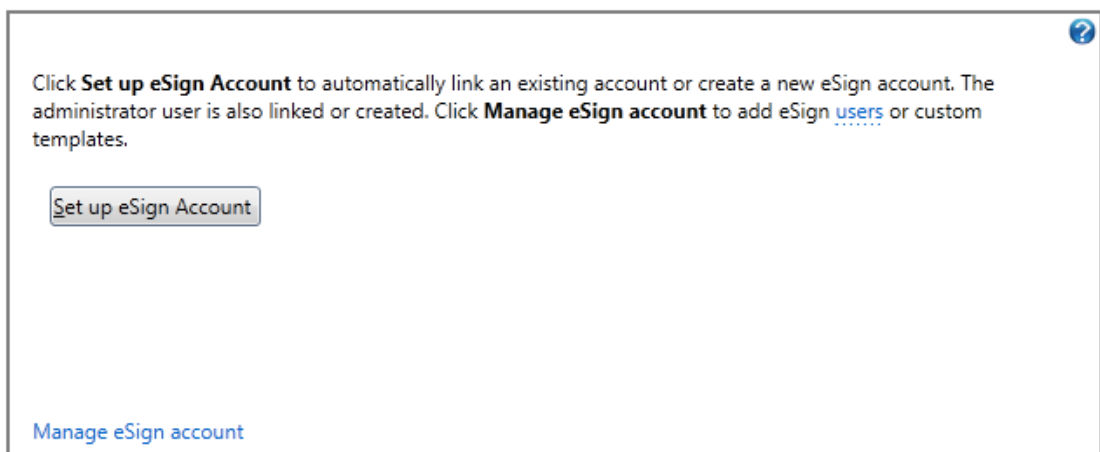 ?
Click Set up eSign Account to automatically link an existing account or create a new eSign account. The
administrator user is also linked or created. Click Manage eSign account to add eSign users or custom
templates.
Set up eSign Account
Manage eSign account